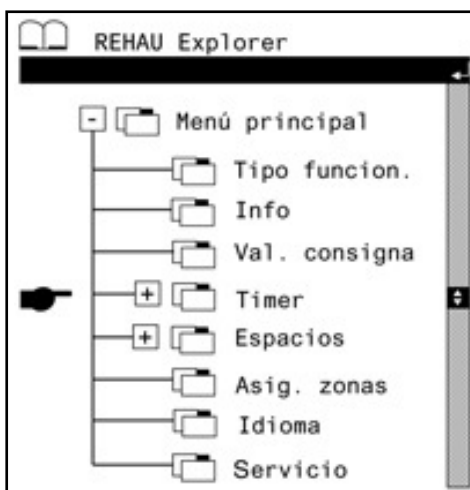 REHAU Explorer
Menú principal
Tipo funcion.
Info
Val. consigna
Timer
Espacios
Asig. zonas
Idioma
Servicio